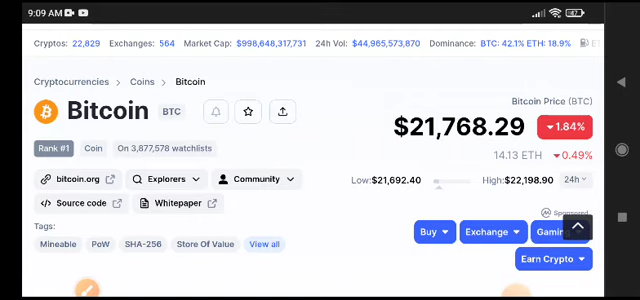 9:09 AM
47
Cryptos: 22,829 Exchanges: 564 Market Cap: $998,648,317,731 24h Vol: $44,965,573,870 Dominance: BTC: 42.1% ETH: 18.9%
Cryptocurrencies > Coins > Bitcoin
Bitcoin BTC
Bitcoin Price (BTC)
$21,768.29 1.84%
Rank #1 Coin On 3,877,578 watchlists
14.13 ETH 0.49%
bitcoin.org Explorers Community
Low: $21,692.40 High: $22,198.90 24h
Source code Whitepaper
Sponsored
Tags:
Mineable PoW SHA-256 Store Of Value View all
Buy Exchange Gaming
Earn Crypto